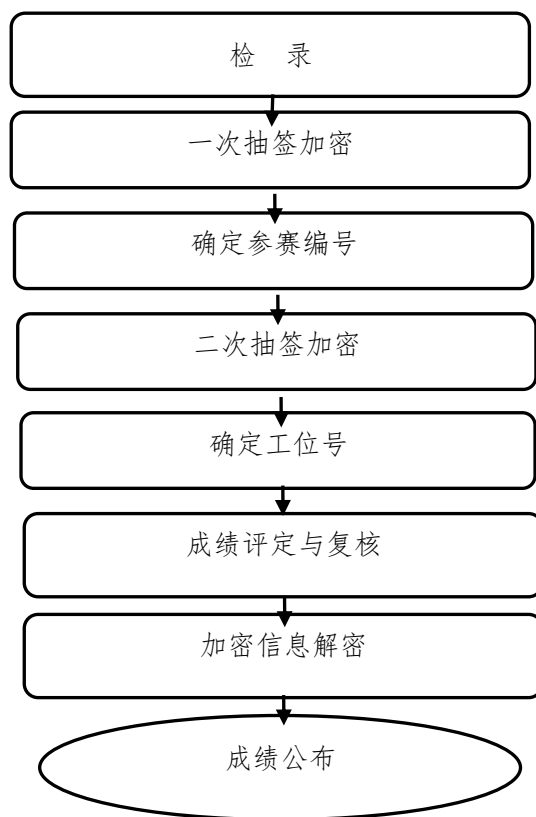 检 录
一次抽签加密
确定参赛编号
二次抽签加密
确定工位号
成绩评定与复核
加密信息解密
成绩公布